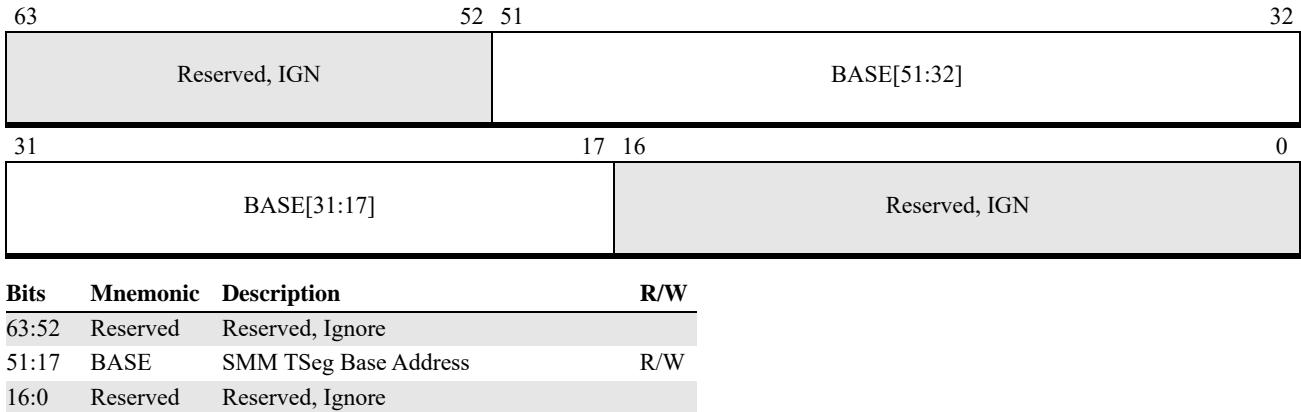 63 52 51 32
Reserved, IGN BASE[51:32]
31 17 16 0
BASE[31:17] Reserved, IGN
Bits Mnemonic Description R/W
63:52 Reserved Reserved, Ignore
51:17 BASE SMM TSeg Base Address R/W
16:0 Reserved Reserved, Ignore